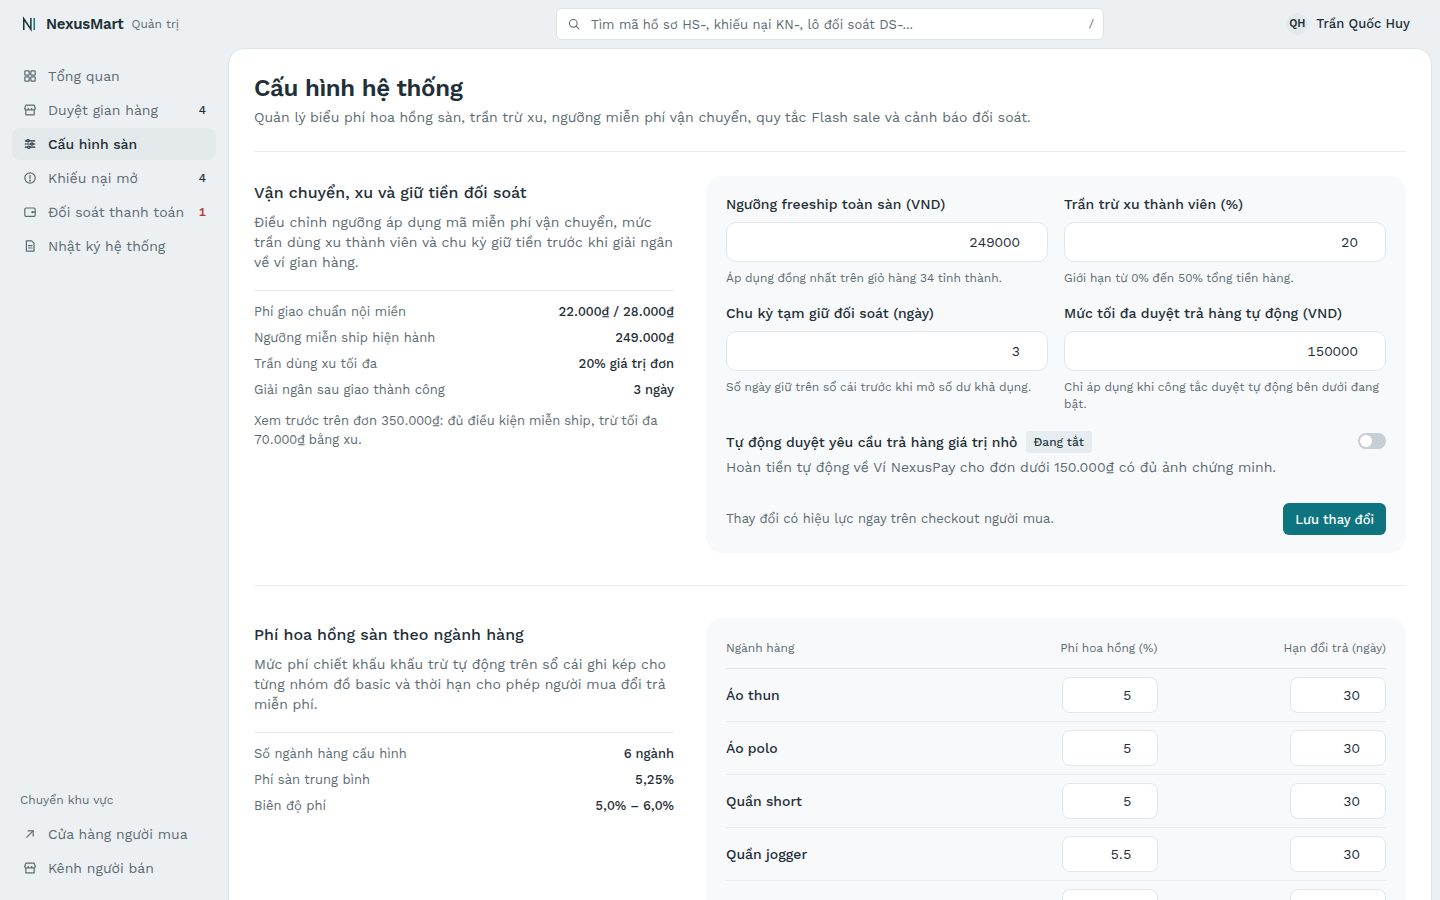 NexusMart Quản trị
Tìm mã hồ sơ HS-, khiếu nại KN-, lô đối soát DS-...
/
QH Trần Quốc Huy
Tổng quan
Duyệt gian hàng 4
Cấu hình sàn
Khiếu nại mở 4
Đối soát thanh toán 1
Nhật ký hệ thống
Chuyển khu vực
Cửa hàng người mua
Kênh người bán
Cấu hình hệ thống
Quản lý biểu phí hoa hồng sàn, trần trừ xu, ngưỡng miễn phí vận chuyển, quy tắc Flash sale và cảnh báo đối soát.
Vận chuyển, xu và giữ tiền đối soát
Điều chỉnh ngưỡng áp dụng mã miễn phí vận chuyển, mức
trần dùng xu thành viên và chu kỳ giữ tiền trước khi giải ngân
về ví gian hàng.
Phí giao chuẩn nội miền 22.000₫ / 28.000₫
Ngưỡng miễn ship hiện hành 249.000₫
Trần dùng xu tối đa 20% giá trị đơn
Giải ngân sau giao thành công 3 ngày
Xem trước trên đơn 350.000₫: đủ điều kiện miễn ship, trừ tối đa
70.000₫ bằng xu.
Ngưỡng freeship toàn sàn (VND)
249000
Áp dụng đồng nhất trên giỏ hàng 34 tỉnh thành.
Trần trừ xu thành viên (%)
20
Giới hạn từ 0% đến 50% tổng tiền hàng.
Chu kỳ tạm giữ đối soát (ngày)
3
Số ngày giữ trên sổ cái trước khi mở số dư khả dụng.
Mức tối đa duyệt trả hàng tự động (VND)
150000
Chỉ áp dụng khi công tắc duyệt tự động bên dưới đang
bật.
Tự động duyệt yêu cầu trả hàng giá trị nhỏ Đang tắt
Hoàn tiền tự động về Ví NexusPay cho đơn dưới 150.000₫ có đủ ảnh chứng minh.
Thay đổi có hiệu lực ngay trên checkout người mua.
Lưu thay đổi
Phí hoa hồng sàn theo ngành hàng
Mức phí chiết khấu khấu trừ tự động trên sổ cái ghi kép cho
từng nhóm đồ basic và thời hạn cho phép người mua đổi trả
miễn phí.
Số ngành hàng cấu hình 6 ngành
Phí sàn trung bình 5,25%
Biên độ phí 5,0% – 6,0%
Ngành hàng Phí hoa hồng (%) Hạn đổi trả (ngày)
Áo thun 5 30
Áo polo 5 30
Quần short 5 30
Quần jogger 5.5 30